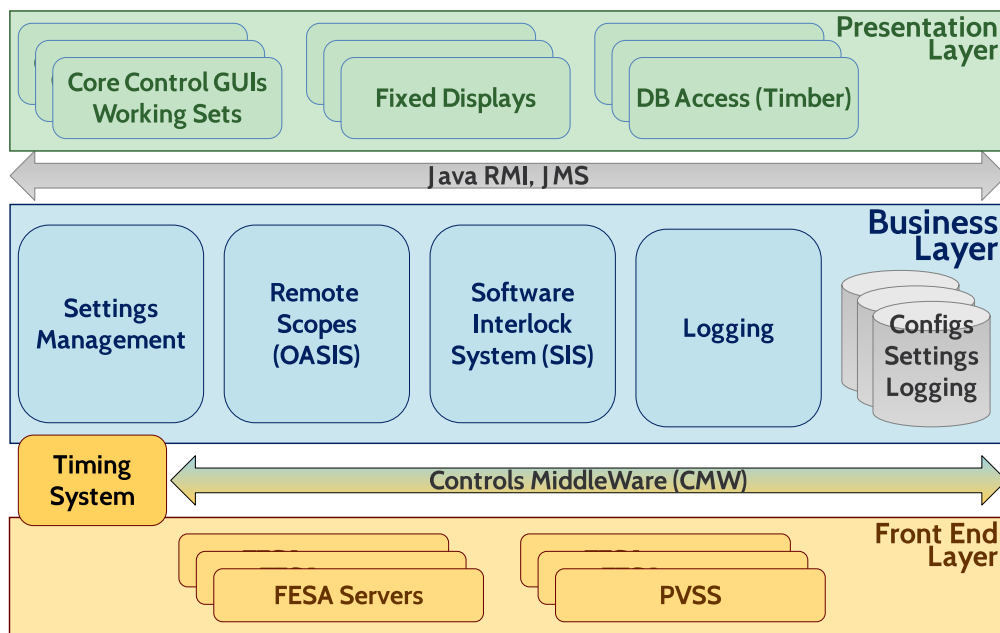 Presentation
Layer
Core Control GUIs
Working Sets
Fixed Displays
DB Access (Timber)
Java RMI, JMS
Business
Layer
Settings
Management
Remote
Scopes
(OASIS)
Software
Interlock
System (SIS)
Logging
Configs
Settings
Logging
Timing
System
Controls MiddleWare (CMW)
Front End
Layer
FESA Servers
PVSS